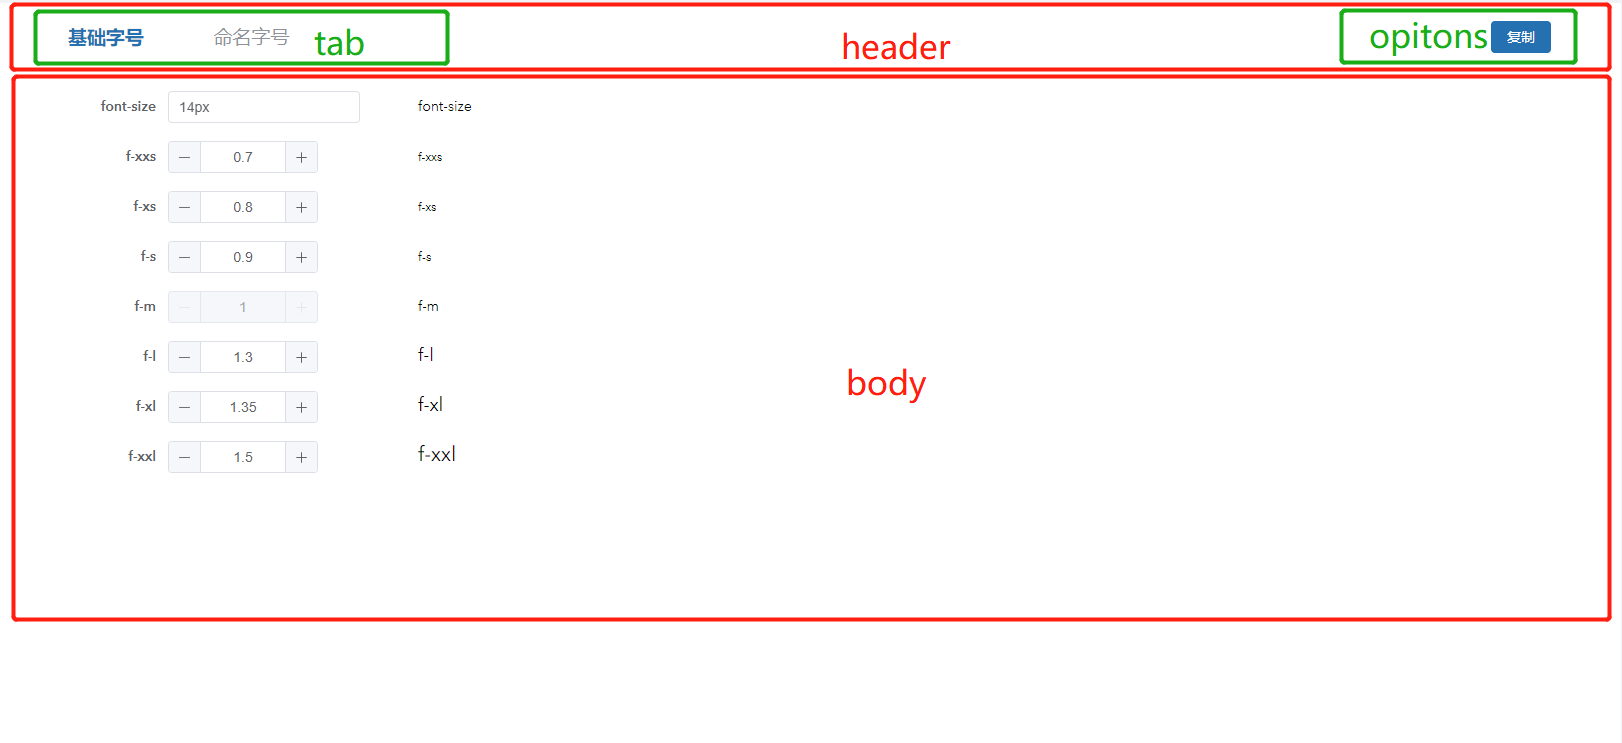 基础字号 命名字号 tab header opitons 复制
font-size 14px font-size
f-xxs — 0.7 + f-xxs
f-xs — 0.8 + f-xs
f-s — 0.9 + f-s
f-m — 1 + f-m
f-l — 1.3 + f-l
body
f-xl — 1.35 + f-xl
f-xxl — 1.5 + f-xxl